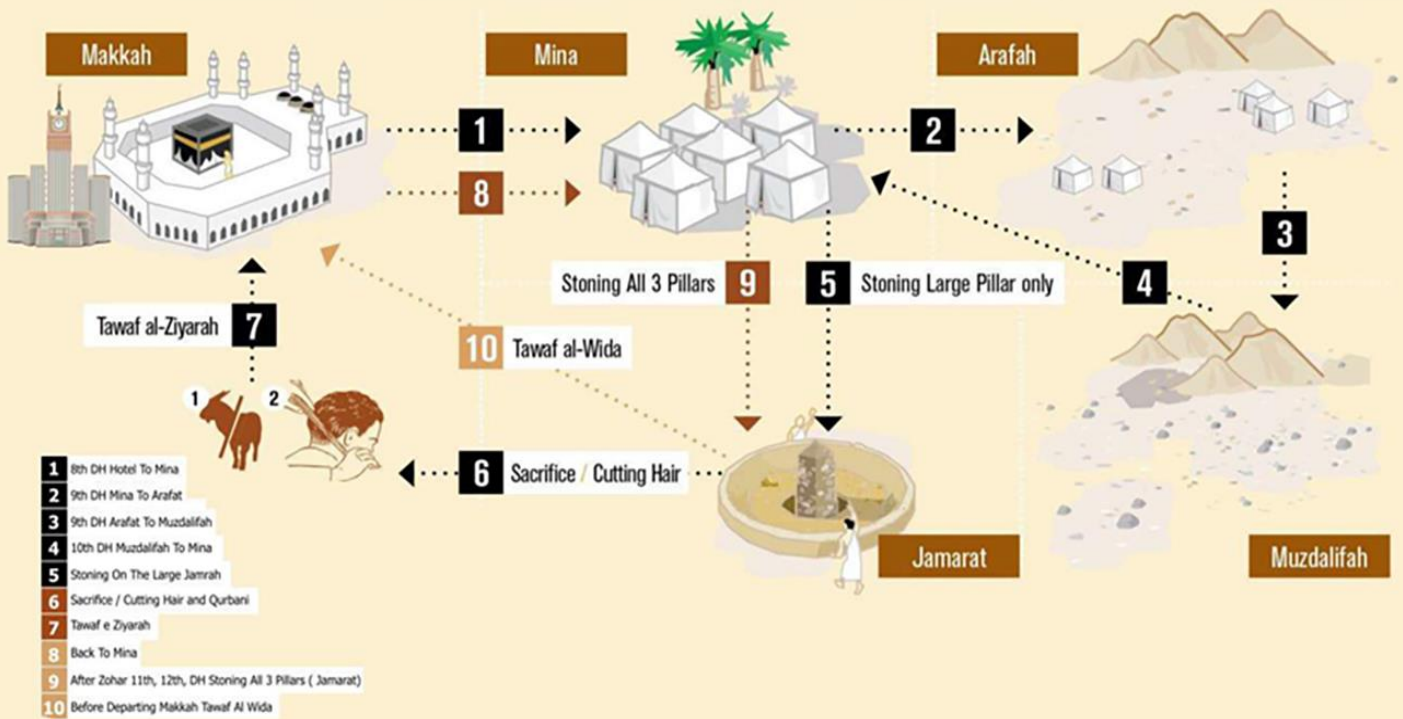 Makkah
Mina
Arafah
1
2
8
3
Stoning All 3 Pillars
9
5
Stoning Large Pillar only
4
Tawaf al-Ziyarah
7
10
Tawaf al-Wida
1
2
6
Sacrifice / Cutting Hair
Jamarat
Muzdalifah
1 8th DH Hotel To Mina
2 9th DH Mina To Arafat
3 9th DH Arafat To Muzdalifah
4 10th DH Muzdalifah To Mina
5 Stoning On The Large Jamrah
6 Sacrifice / Cutting Hair and Qurbani
7 Tawaf e Ziyarah
8 Back To Mina
9 After Zohar 11th, 12th, DH Stoning All 3 Pillars ( Jamarat)
10 Before Departing Makkah Tawaf Al Wida